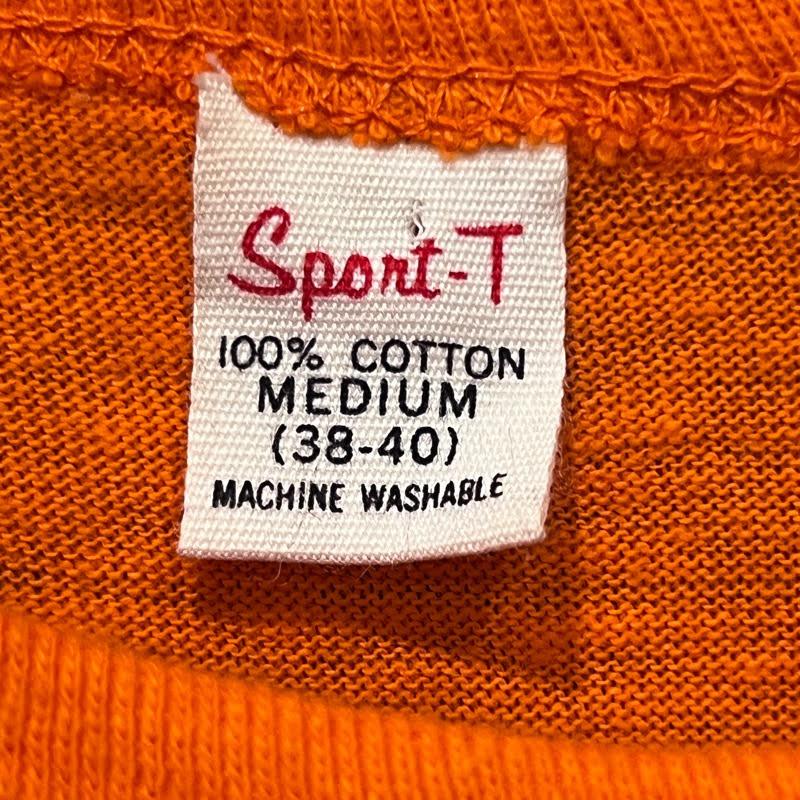 Sport-T
100% COTTON
MEDIUM
(38-40)
MACHINE WASHABLE